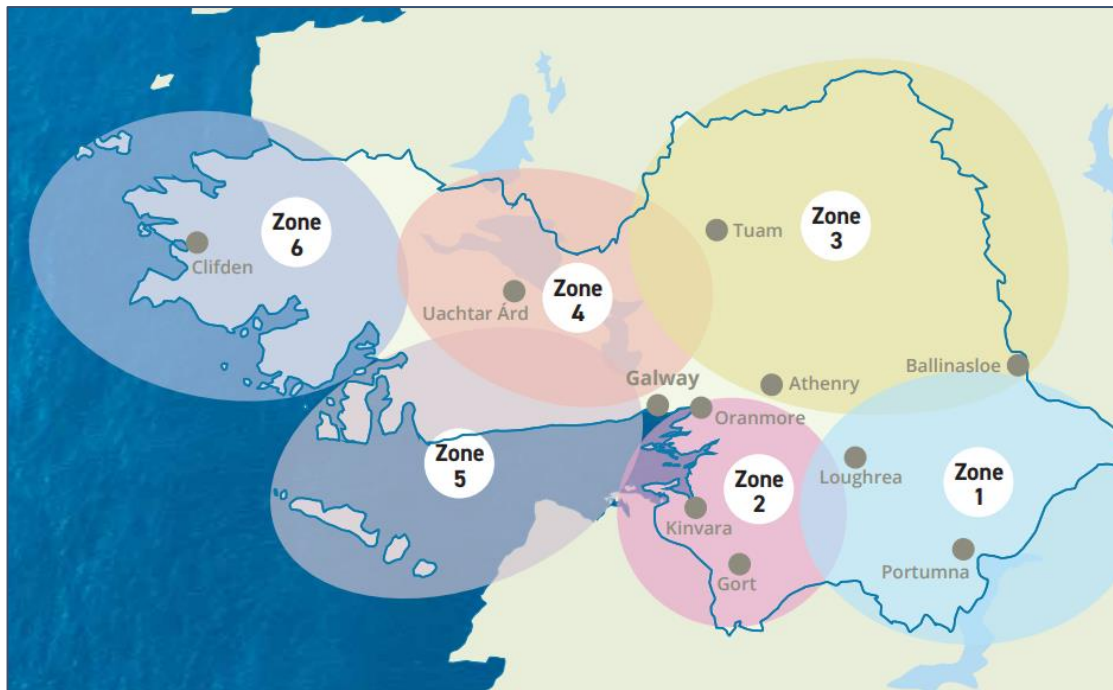 Zone
6
Clifden
Tuam
Zone
3
Uachtar Árd
Zone
4
Ballinasloe
Galway
Athenry
Oranmore
Zone
5
Loughrea
Zone
2
Zone
1
Kinvara
Gort
Portumna